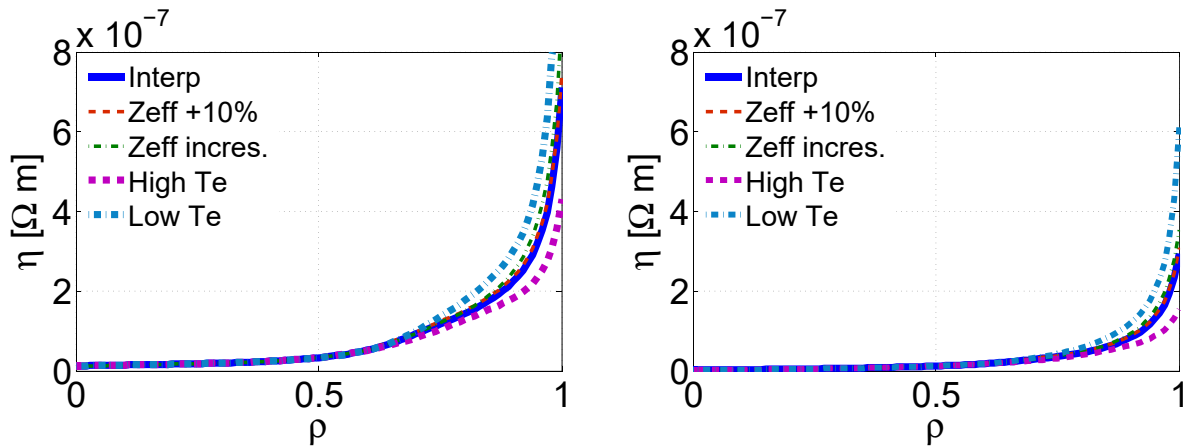 x 10⁻⁷
8
6
4
2
0
η [Ω m]
Interp
Zeff +10%
Zeff incres.
High Te
Low Te
0
0.5
1
ρ
x 10⁻⁷
8
6
4
2
0
η [Ω m]
Interp
Zeff +10%
Zeff incres.
High Te
Low Te
0
0.5
1
ρ